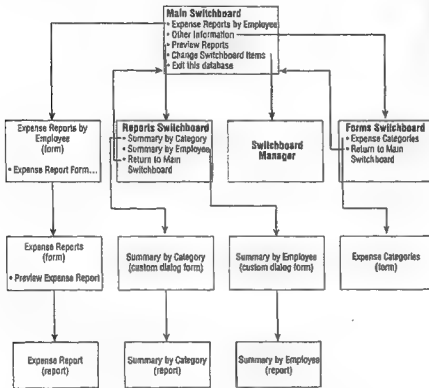 Main Switchboard
• Expense Reports by Employee
• Other Information
• Preview Reports
• Change Switchboard Items
• Exit this database
Expense Reports by
Employee
(form)
• Expense Report Form...
Reports Switchboard
• Summary by Category
• Summary by Employee
• Return to Main
Switchboard
Switchboard
Manager
Forms Switchboard
• Expense Categories
• Return to Main
Switchboard
Expense Reports
(form)
• Preview Expense Report
Summary by Category
(custom dialog form)
Summary by Employee
(custom dialog form)
Expense Categories
(form)
Expense Report
(report)
Summary by Category
(report)
Summary by Employee
(report)